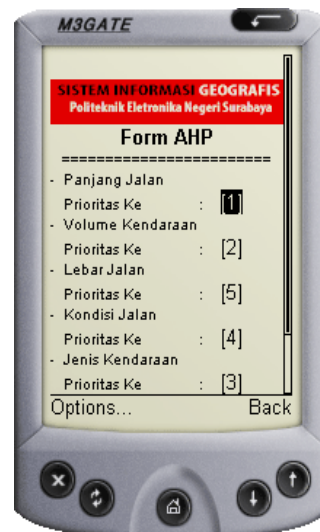 M3GATE
SISTEM INFORMASI GEOGRAFIS
Politeknik Eletronika Negeri Surabaya
Form AHP
========================
- Panjang Jalan
Prioritas Ke : [1]
- Volume Kendaraan
Prioritas Ke : [2]
- Lebar Jalan
Prioritas Ke : [5]
- Kondisi Jalan
Prioritas Ke : [4]
- Jenis Kendaraan
Prioritas Ke : [3]
Options... Back